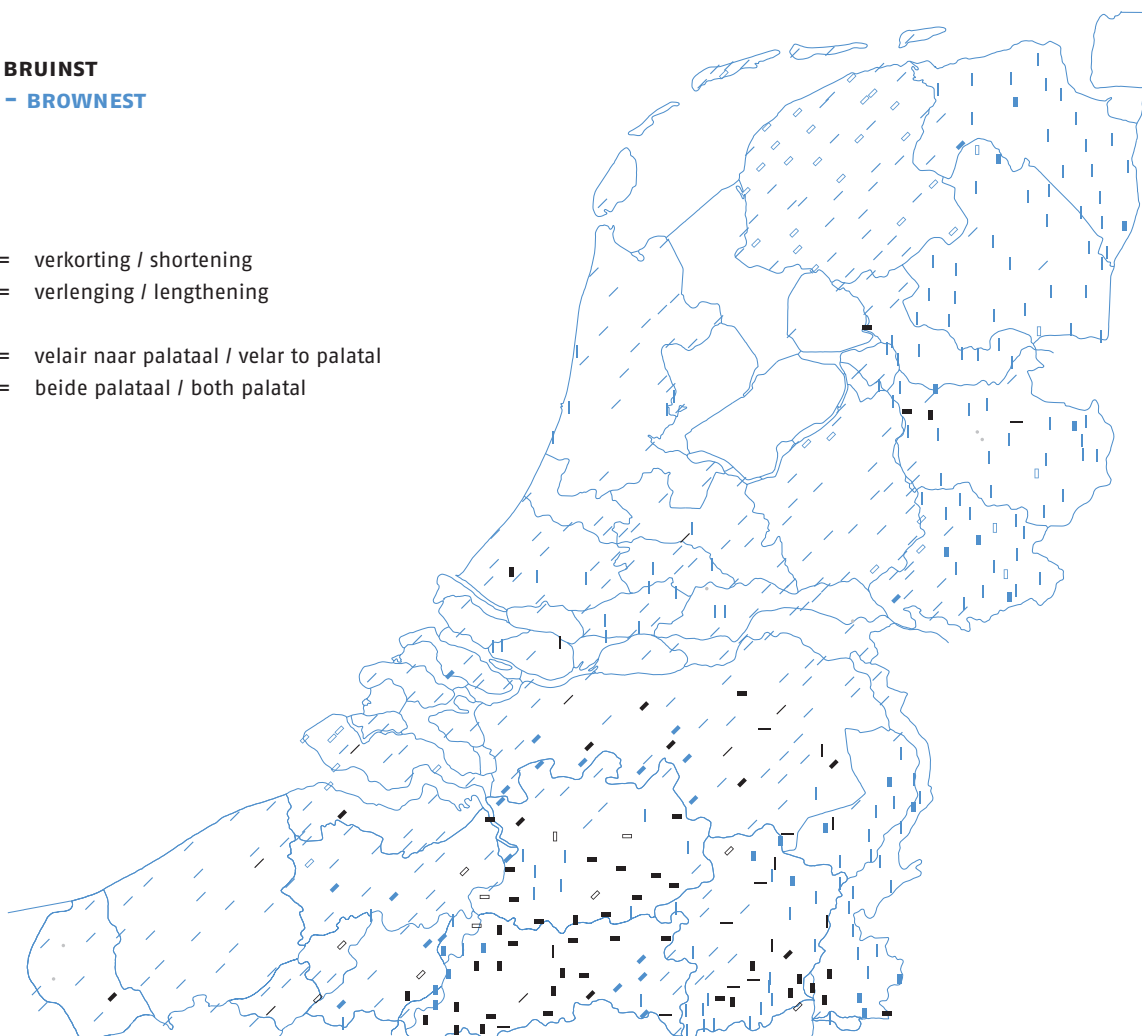 BRUINST
– BROWNEST
= verkorting / shortening
= verlenging / lengthening
= velair naar palataal / velar to palatal
= beide palataal / both palatal